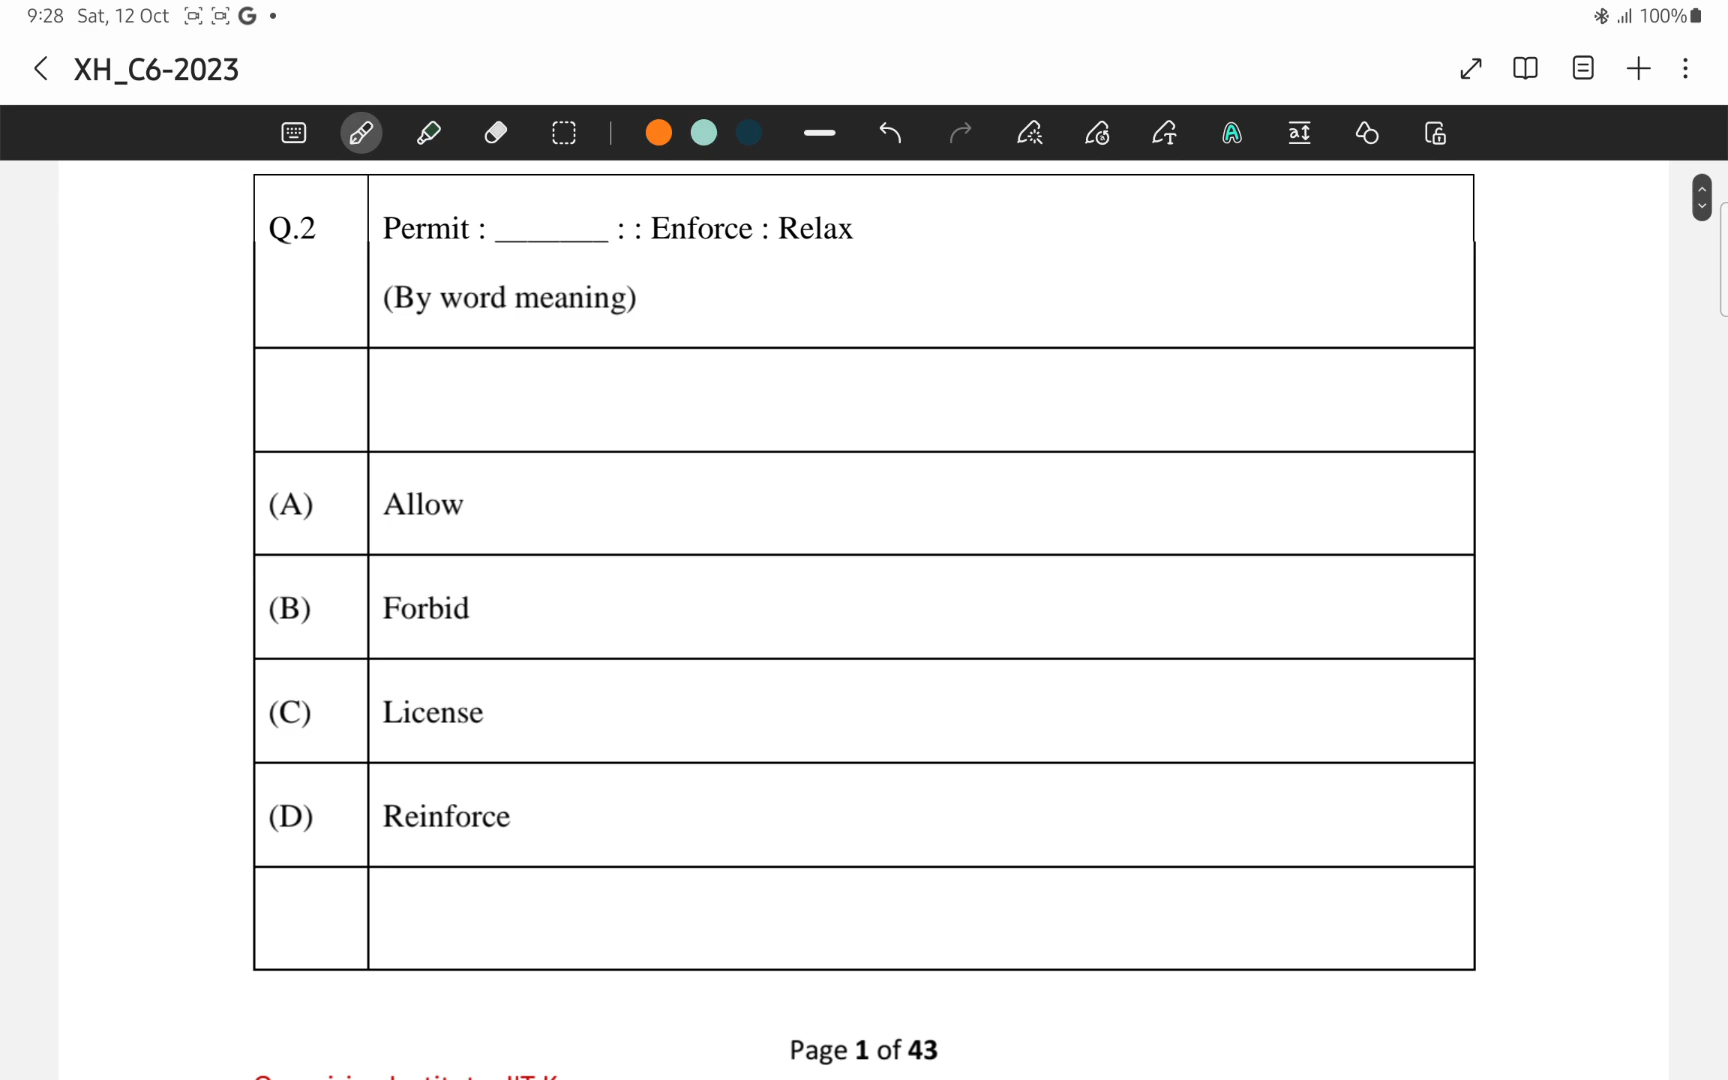 9:28 Sat, 12 Oct G • 100%
XH_C6-2023
Q.2 Permit : _______ : : Enforce : Relax
(By word meaning)
(A) Allow
(B) Forbid
(C) License
(D) Reinforce
Page 1 of 43